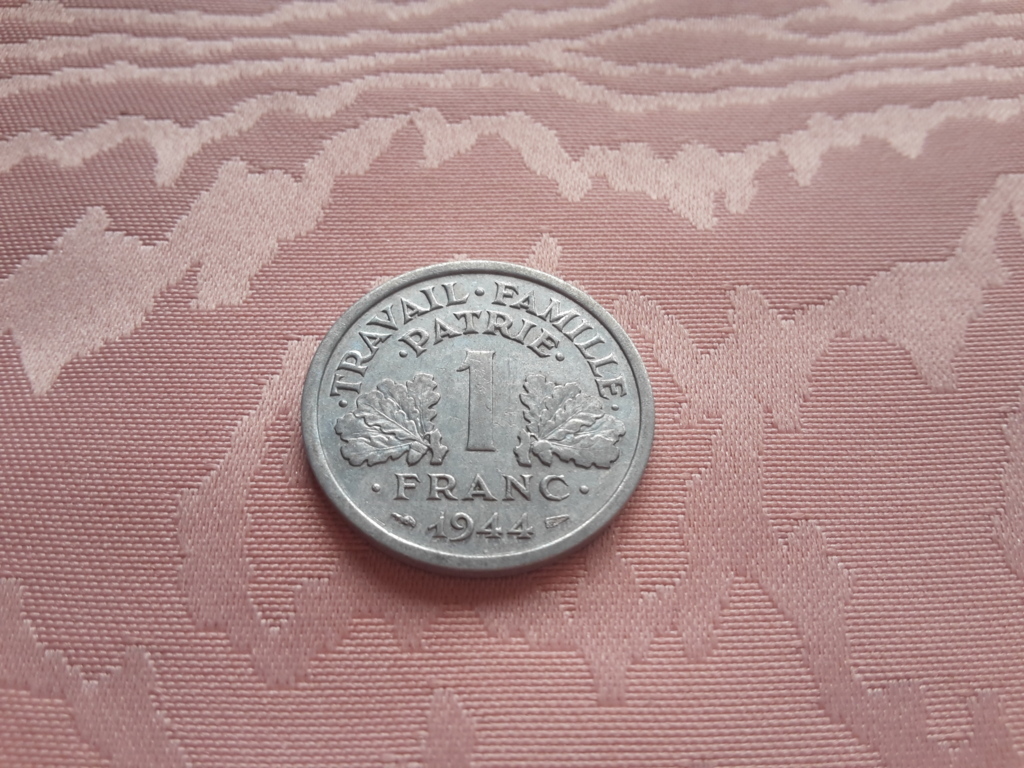 · TRAVAIL · FAMILLE ·
· PATRIE ·
1
· FRANC ·
1944